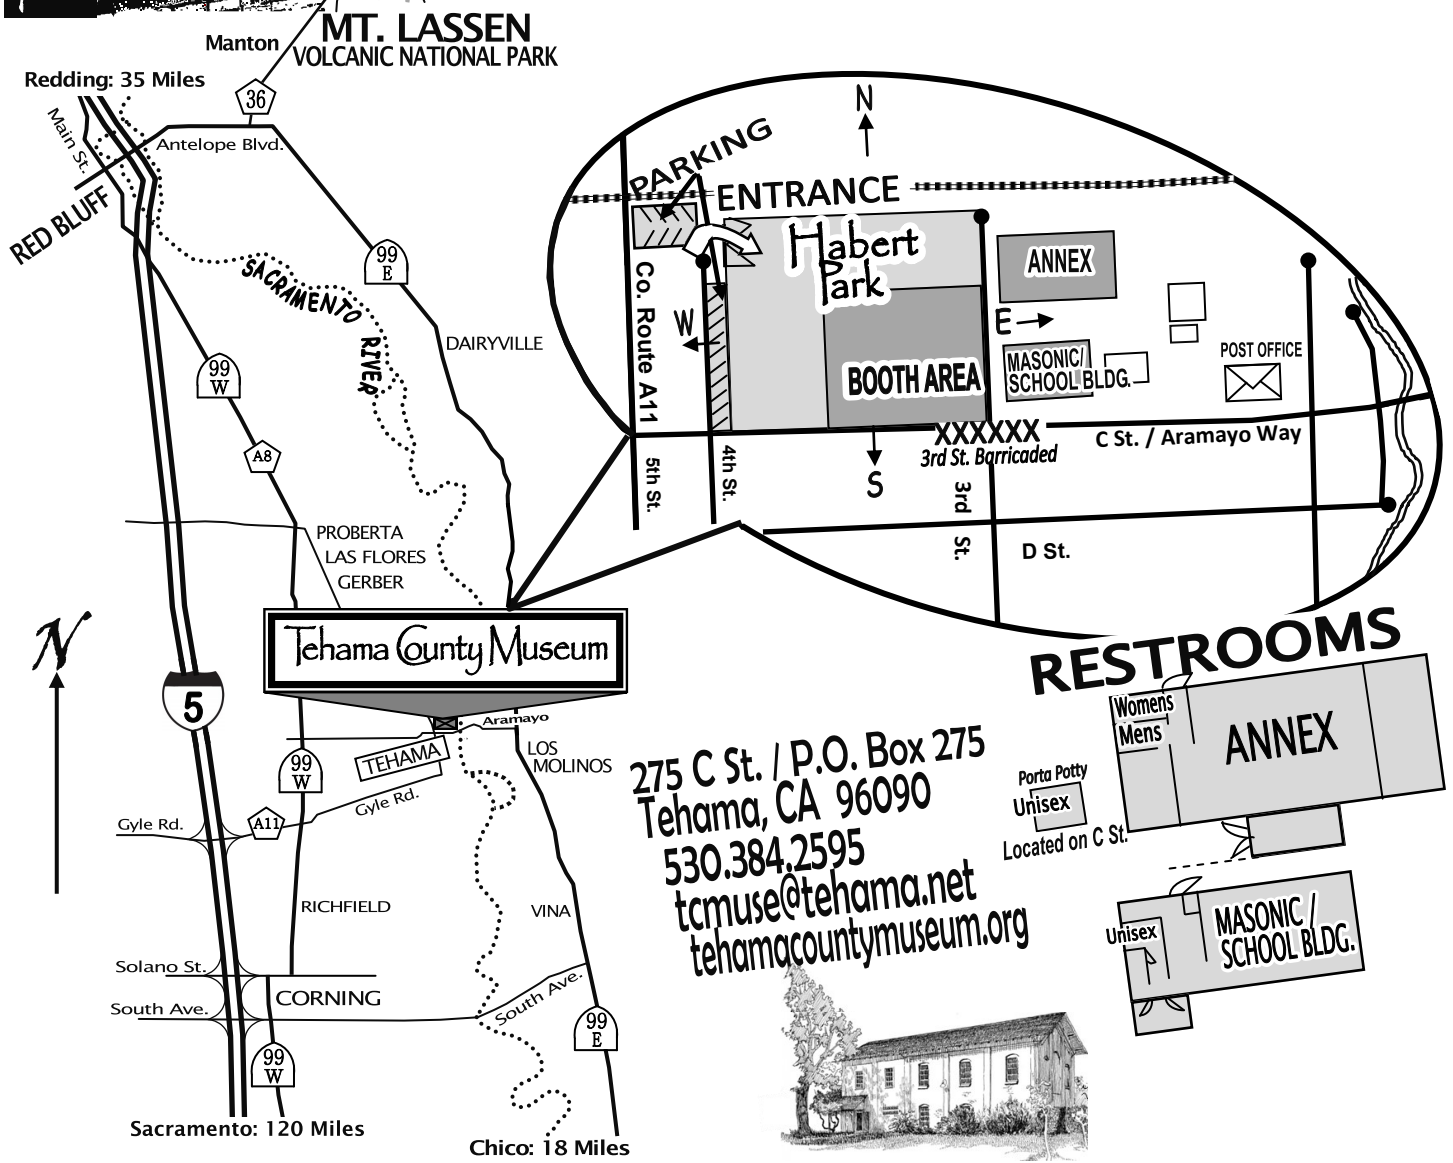 MT. LASSEN
VOLCANIC NATIONAL PARK
Manton
Redding: 35 Miles
36
Main St.
Antelope Blvd.
RED BLUFF
99
E
SACRAMENTO
RIVER
DAIRYVILLE
99
W
A8
PROBERTA
LAS FLORES
GERBER
N
Tehama County Museum
5
Aramayo
TEHAMA
LOS
MOLINOS
99
W
Gyle Rd.
A11
Gyle Rd.
RICHFIELD
VINA
Solano St.
CORNING
South Ave.
South Ave.
99
E
99
W
Sacramento: 120 Miles
Chico: 18 Miles
N
PARKING
ENTRANCE
Habert
Park
ANNEX
Co. Route A11
W
E
MASONIC/
SCHOOL BLDG.
POST OFFICE
BOOTH AREA
XXXXXX
3rd St. Barricaded
C St. / Aramayo Way
S
5th St.
4th St.
3rd St.
D St.
RESTROOMS
Womens
Mens
ANNEX
Porta Potty
Unisex
Located on C St.
Unisex
MASONIC /
SCHOOL BLDG.
275 C St. / P.O. Box 275
Tehama, CA 96090
530.384.2595
tcmuse@tehama.net
tehamacountymuseum.org